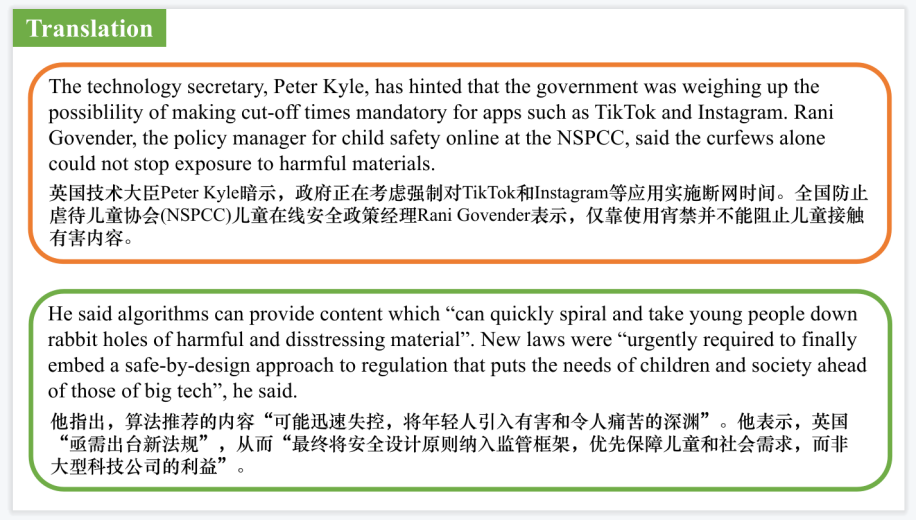 Translation
The technology secretary, Peter Kyle, has hinted that the government was weighing up the
possiblility of making cut-off times mandatory for apps such as TikTok and Instagram. Rani
Govender, the policy manager for child safety online at the NSPCC, said the curfews alone
could not stop exposure to harmful materials.
英国技术大臣Peter Kyle暗示，政府正在考虑强制对TikTok和Instagram等应用实施断网时间。全国防止
虐待儿童协会(NSPCC)儿童在线安全政策经理Rani Govender表示，仅靠使用宵禁并不能阻止儿童接触
有害内容。
He said algorithms can provide content which “can quickly spiral and take young people down
rabbit holes of harmful and disstressing material”. New laws were “urgently required to finally
embed a safe-by-design approach to regulation that puts the needs of children and society ahead
of those of big tech”, he said.
他指出，算法推荐的内容“可能迅速失控，将年轻人引入有害和令人痛苦的深渊”。他表示，英国
“亟需出台新法规”，从而“最终将安全设计原则纳入监管框架，优先保障儿童和社会需求，而非
大型科技公司的利益”。